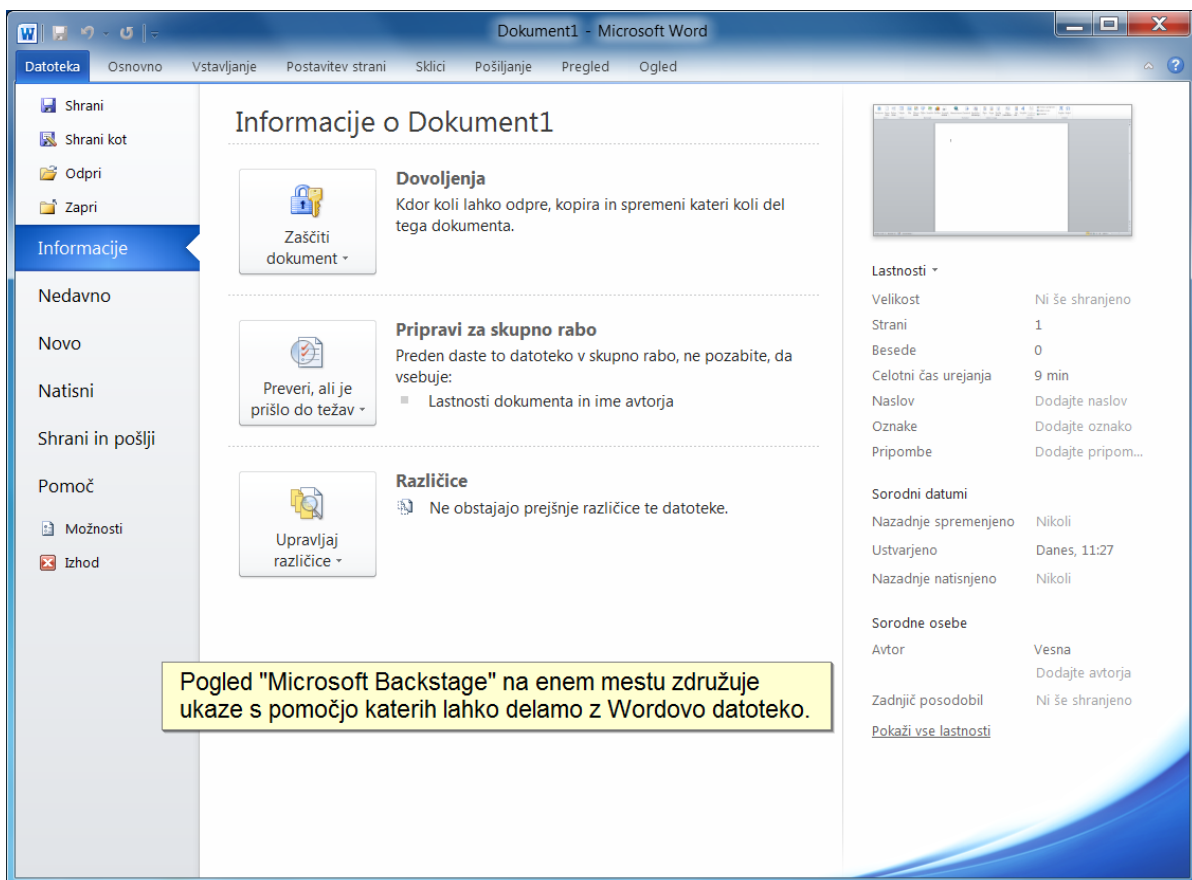 Dokument1 - Microsoft Word
Datoteka Osnovno Vstavljanje Postavitev strani Sklici Pošiljanje Pregled Ogled
Shrani
Shrani kot
Odpri
Zapri
Informacije
Nedavno
Novo
Natisni
Shrani in pošlji
Pomoč
Možnosti
Izhod
Informacije o Dokument1
Zaščiti
dokument
Dovoljenja
Kdor koli lahko odpre, kopira in spremeni kateri koli del
tega dokumenta.
Preveri, ali je
prišlo do težav
Pripravi za skupno rabo
Preden daste to datoteko v skupno rabo, ne pozabite, da
vsebuje:
Lastnosti dokumenta in ime avtorja
Upravljaj
različice
Različice
Ne obstajajo prejšnje različice te datoteke.
Pogled "Microsoft Backstage" na enem mestu združuje
ukaze s pomočjo katerih lahko delamo z Wordovo datoteko.
Lastnosti
Velikost Ni še shranjeno
Strani 1
Besede 0
Celotni čas urejanja 9 min
Naslov Dodajte naslov
Oznake Dodajte oznako
Pripombe Dodajte pripom...
Sorodni datumi
Nazadnje spremenjeno Nikoli
Ustvarjeno Danes, 11:27
Nazadnje natisnjeno Nikoli
Sorodne osebe
Avtor Vesna
Dodajte avtorja
Zadnjič posodobil Ni še shranjeno
Pokaži vse lastnosti